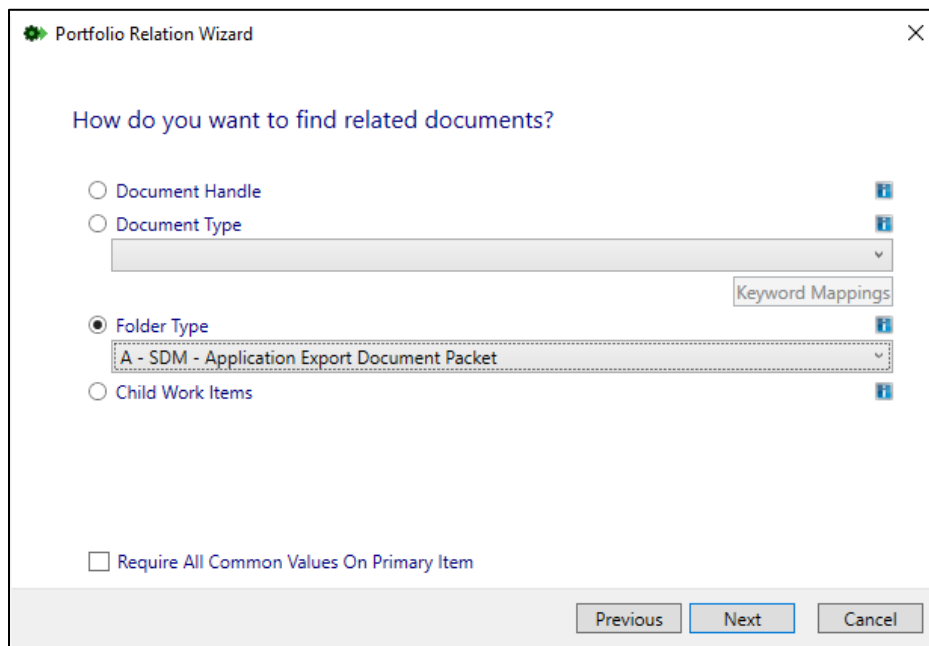 Portfolio Relation Wizard
How do you want to find related documents?
Document Handle
Document Type
Keyword Mappings
Folder Type
A - SDM - Application Export Document Packet
Child Work Items
Require All Common Values On Primary Item
Previous Next Cancel